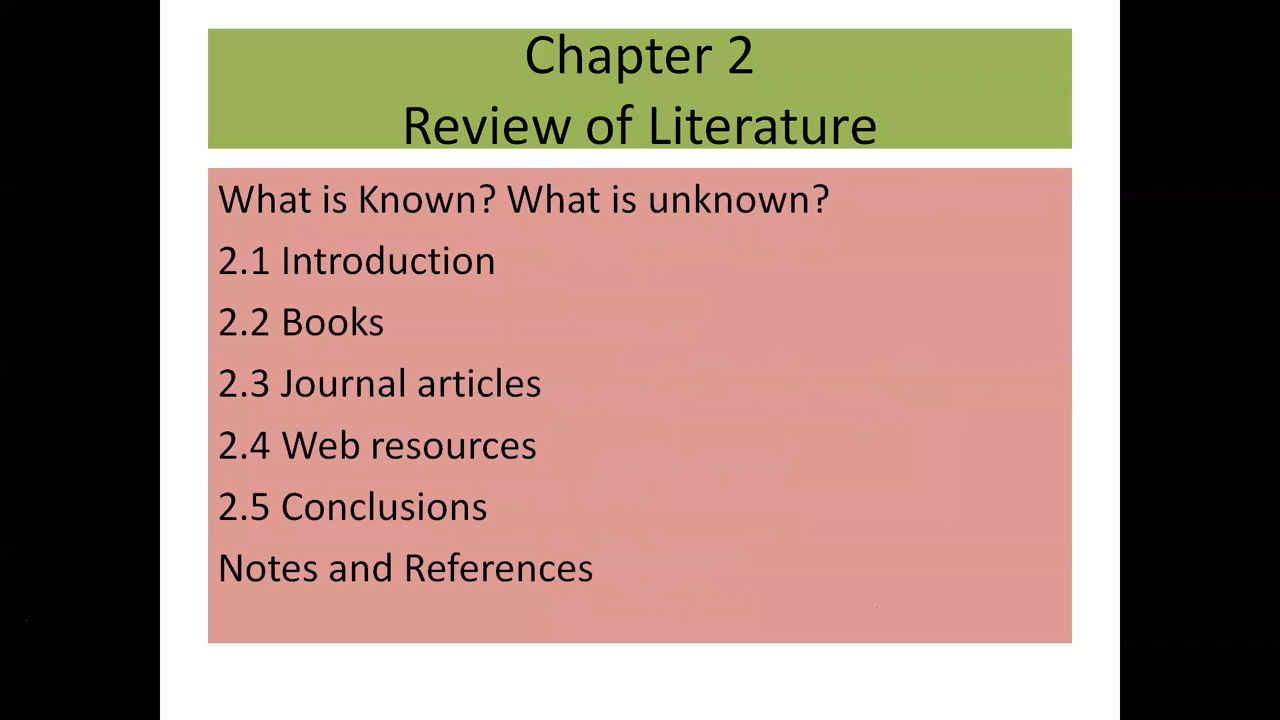 Chapter 2
Review of Literature
What is Known? What is unknown?
2.1 Introduction
2.2 Books
2.3 Journal articles
2.4 Web resources
2.5 Conclusions
Notes and References